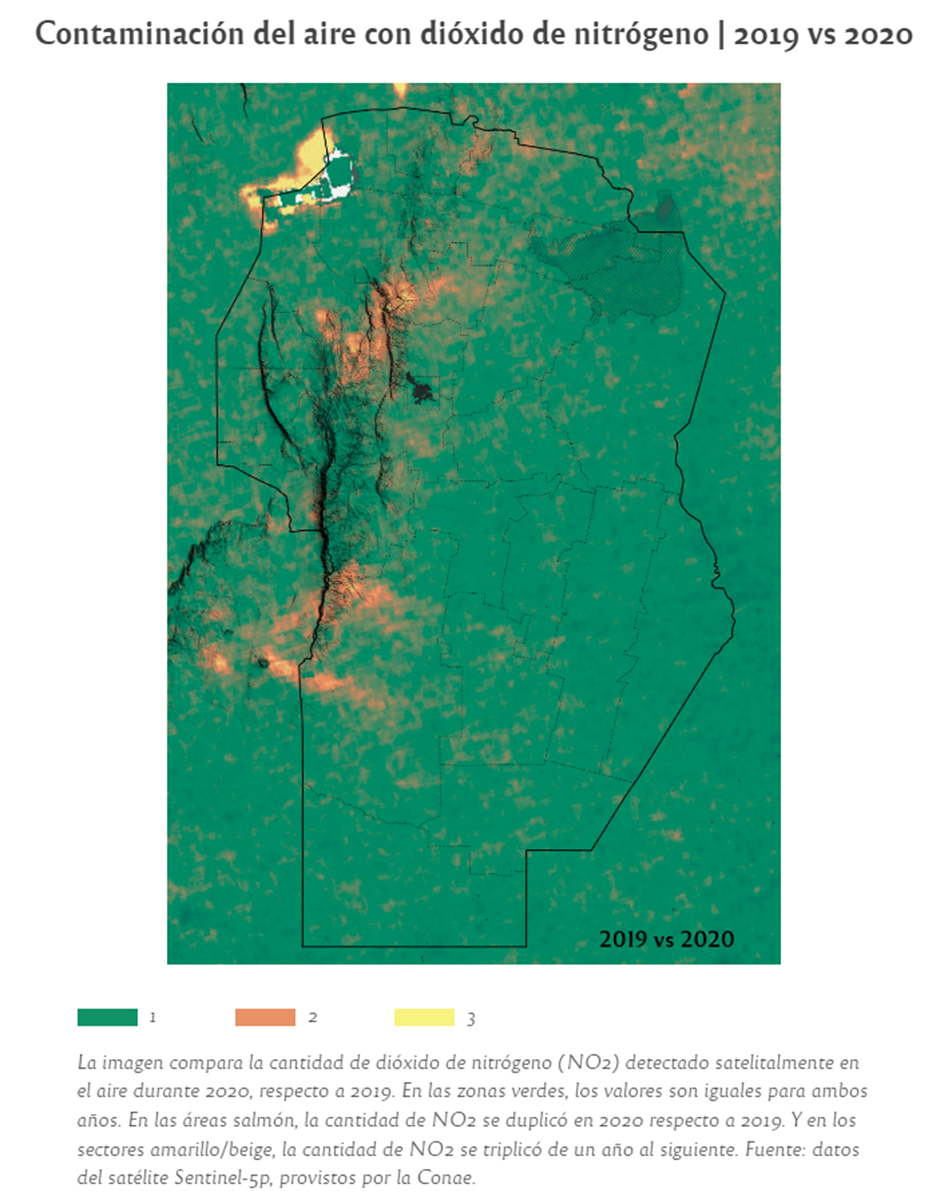 Contaminación del aire con dióxido de nitrógeno | 2019 vs 2020
2019 vs 2020
1 2 3
La imagen compara la cantidad de dióxido de nitrógeno (NO2) detectado satelitalmente en
el aire durante 2020, respecto a 2019. En las zonas verdes, los valores son iguales para ambos
años. En las áreas salmón, la cantidad de NO2 se duplicó en 2020 respecto a 2019. Y en los
sectores amarillo/beige, la cantidad de NO2 se triplicó de un año al siguiente. Fuente: datos
del satélite Sentinel-5p, provistos por la Conae.